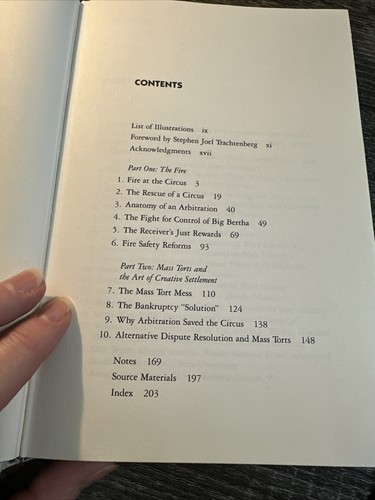 CONTENTS
List of Illustrations ix
Foreword by Stephen Joel Trachtenberg xi
Acknowledgments xvii
Part One: The Fire
1. Fire at the Circus 3
2. The Rescue of a Circus 19
3. Anatomy of an Arbitration 40
4. The Fight for Control of Big Bertha 49
5. The Receiver's Just Rewards 69
6. Fire Safety Reforms 93
Part Two: Mass Torts and
the Art of Creative Settlement
7. The Mass Tort Mess 110
8. The Bankruptcy "Solution" 124
9. Why Arbitration Saved the Circus 138
10. Alternative Dispute Resolution and Mass Torts 148
Notes 169
Source Materials 197
Index 203